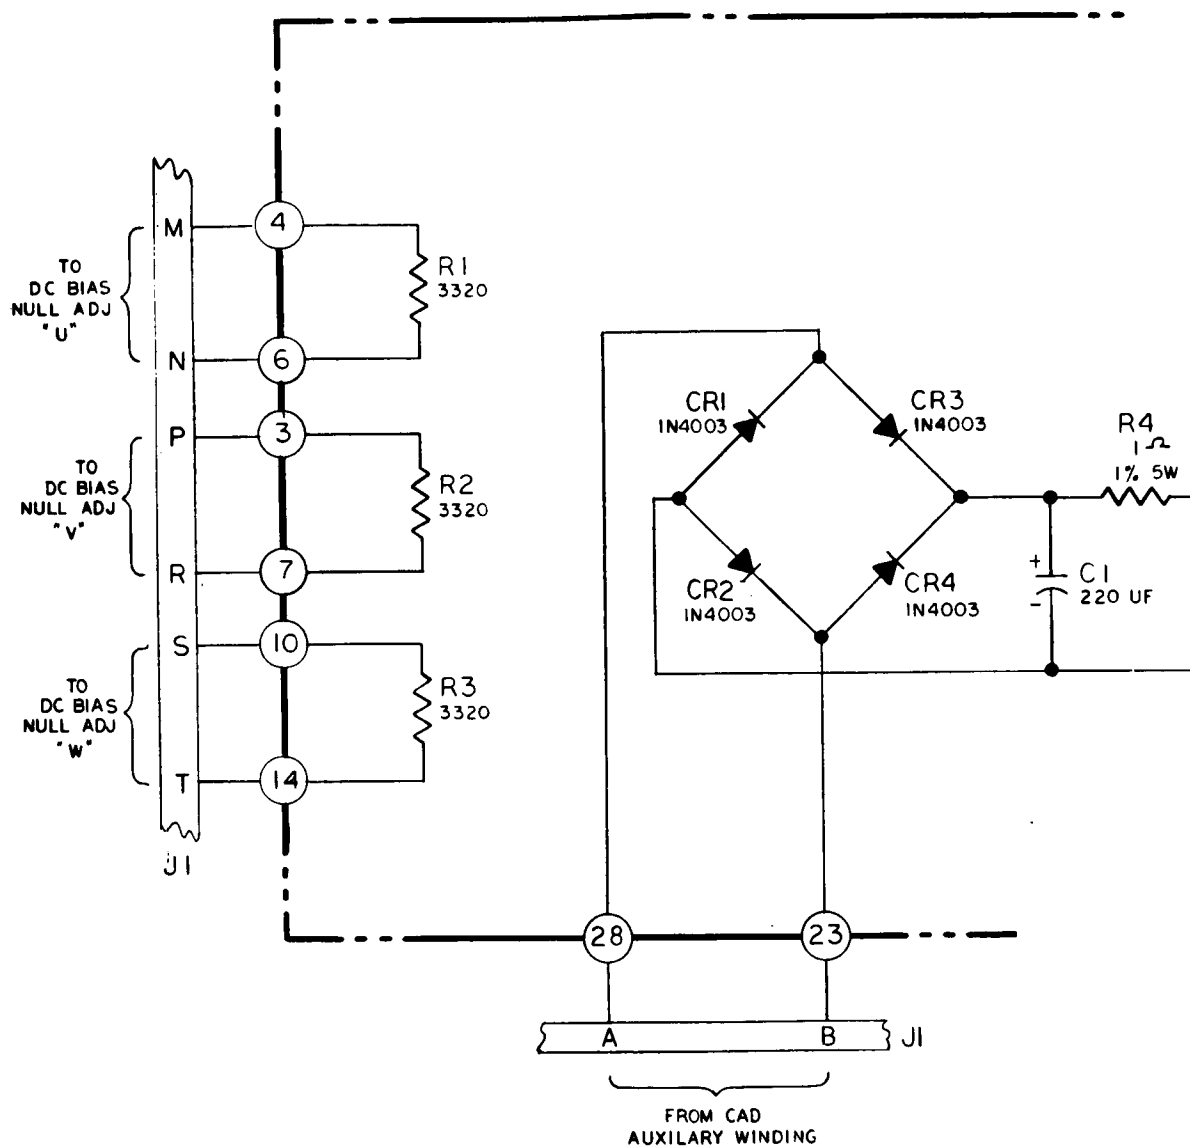 M
4
TO
DC BIAS
NULL ADJ
"U"
R1
3320
N
6
P
3
TO
DC BIAS
NULL ADJ
"V"
R2
3320
R
7
S
10
TO
DC BIAS
NULL ADJ
"W"
R3
3320
T
14
J1
CR1
1N4003
CR3
1N4003
CR2
1N4003
CR4
1N4003
R4
1 Ω
1% 5W
+
-
C1
220 UF
28
23
A
B
J1
FROM CAD
AUXILARY WINDING